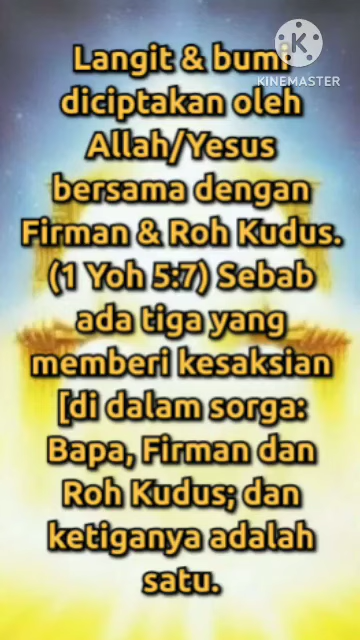 Langit & bumi
KINEMASTER
diciptakan oleh
Allah/Yesus
bersama dengan
Firman & Roh Kudus.
(1 Yoh 5:7) Sebab
ada tiga yang
memberi kesaksian
[di dalam sorga:
Bapa, Firman dan
Roh Kudus; dan
ketiganya adalah
satu.